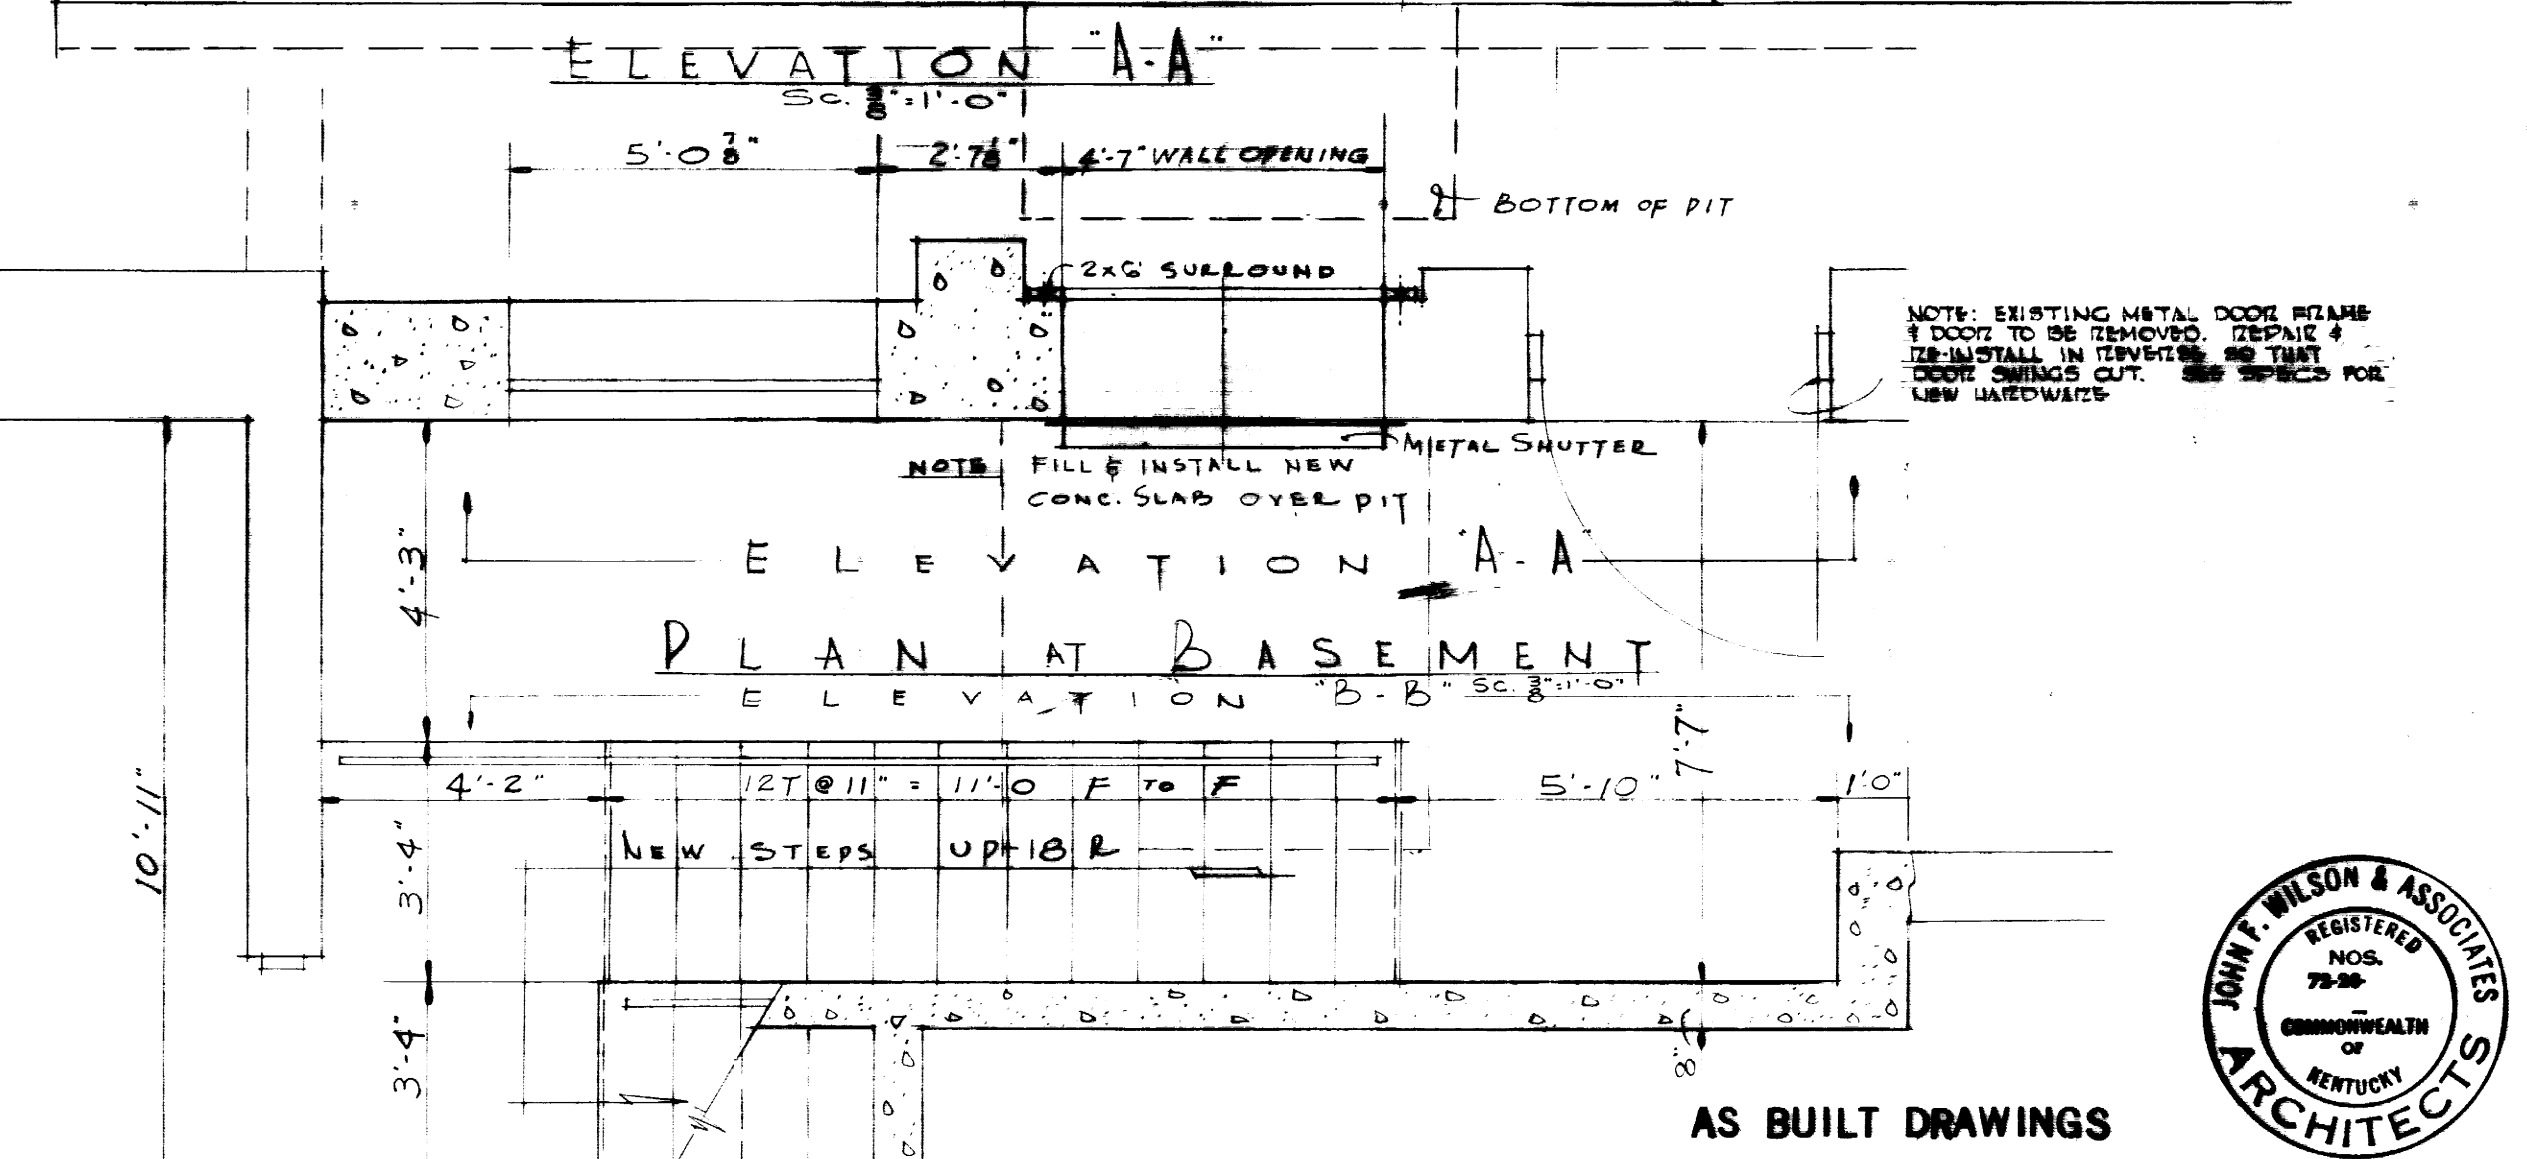 ELEVATION "A-A"
Sc. 3/8"=1'-0"
5'-0 7/8"
2'-7 1/8"
4'-7" WALL OPENING
BOTTOM OF PIT
2x6 SURROUND
NOTE: EXISTING METAL DOOR FRAME
& DOOR TO BE REMOVED. REPAIR &
RE-INSTALL IN REVERSE SO THAT
DOOR SWINGS OUT. SEE SPECS FOR
NEW HARDWARE
METAL SHUTTER
NOTE FILL & INSTALL NEW
CONC. SLAB OVER PIT
4'-3"
ELEVATION "A-A"
PLAN AT BASEMENT
ELEVATION "B-B" SC. 3/8"=1'-0"
7'-7"
4'-2"
12T @ 11" = 11'-0 F TO F
5'-10"
1'0"
10'-11"
3'-4"
NEW STEPS UP 18 R
3'-4"
8"
JOHN F. WILSON & ASSOCIATES
ARCHITECTS
REGISTERED
NOS.
COMMONWEALTH
OF
KENTUCKY
AS BUILT DRAWINGS